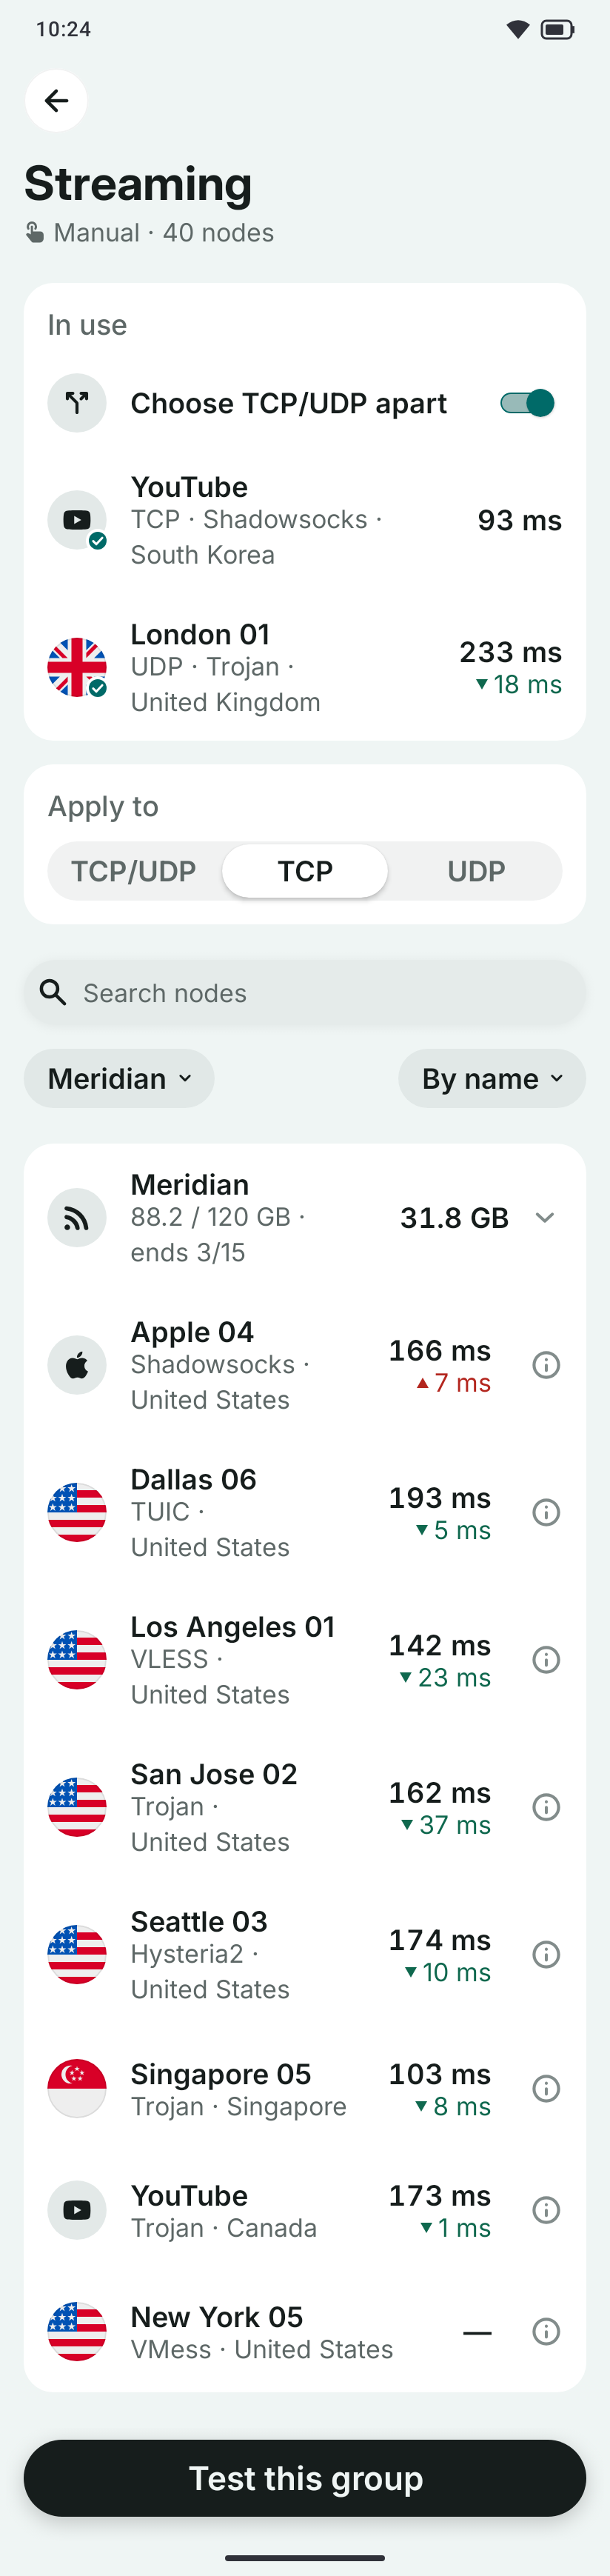 10:24
Streaming
Manual · 40 nodes
In use
Choose TCP/UDP apart
YouTube
TCP · Shadowsocks ·
South Korea
93 ms
London 01
UDP · Trojan ·
United Kingdom
233 ms
▼ 18 ms
Apply to
TCP/UDP
TCP
UDP
Search nodes
Meridian
By name
Meridian
88.2 / 120 GB ·
ends 3/15
31.8 GB
Apple 04
Shadowsocks ·
United States
166 ms
▲ 7 ms
Dallas 06
TUIC ·
United States
193 ms
▼ 5 ms
Los Angeles 01
VLESS ·
United States
142 ms
▼ 23 ms
San Jose 02
Trojan ·
United States
162 ms
▼ 37 ms
Seattle 03
Hysteria2 ·
United States
174 ms
▼ 10 ms
Singapore 05
Trojan · Singapore
103 ms
▼ 8 ms
YouTube
Trojan · Canada
173 ms
▼ 1 ms
New York 05
VMess · United States
—
Test this group